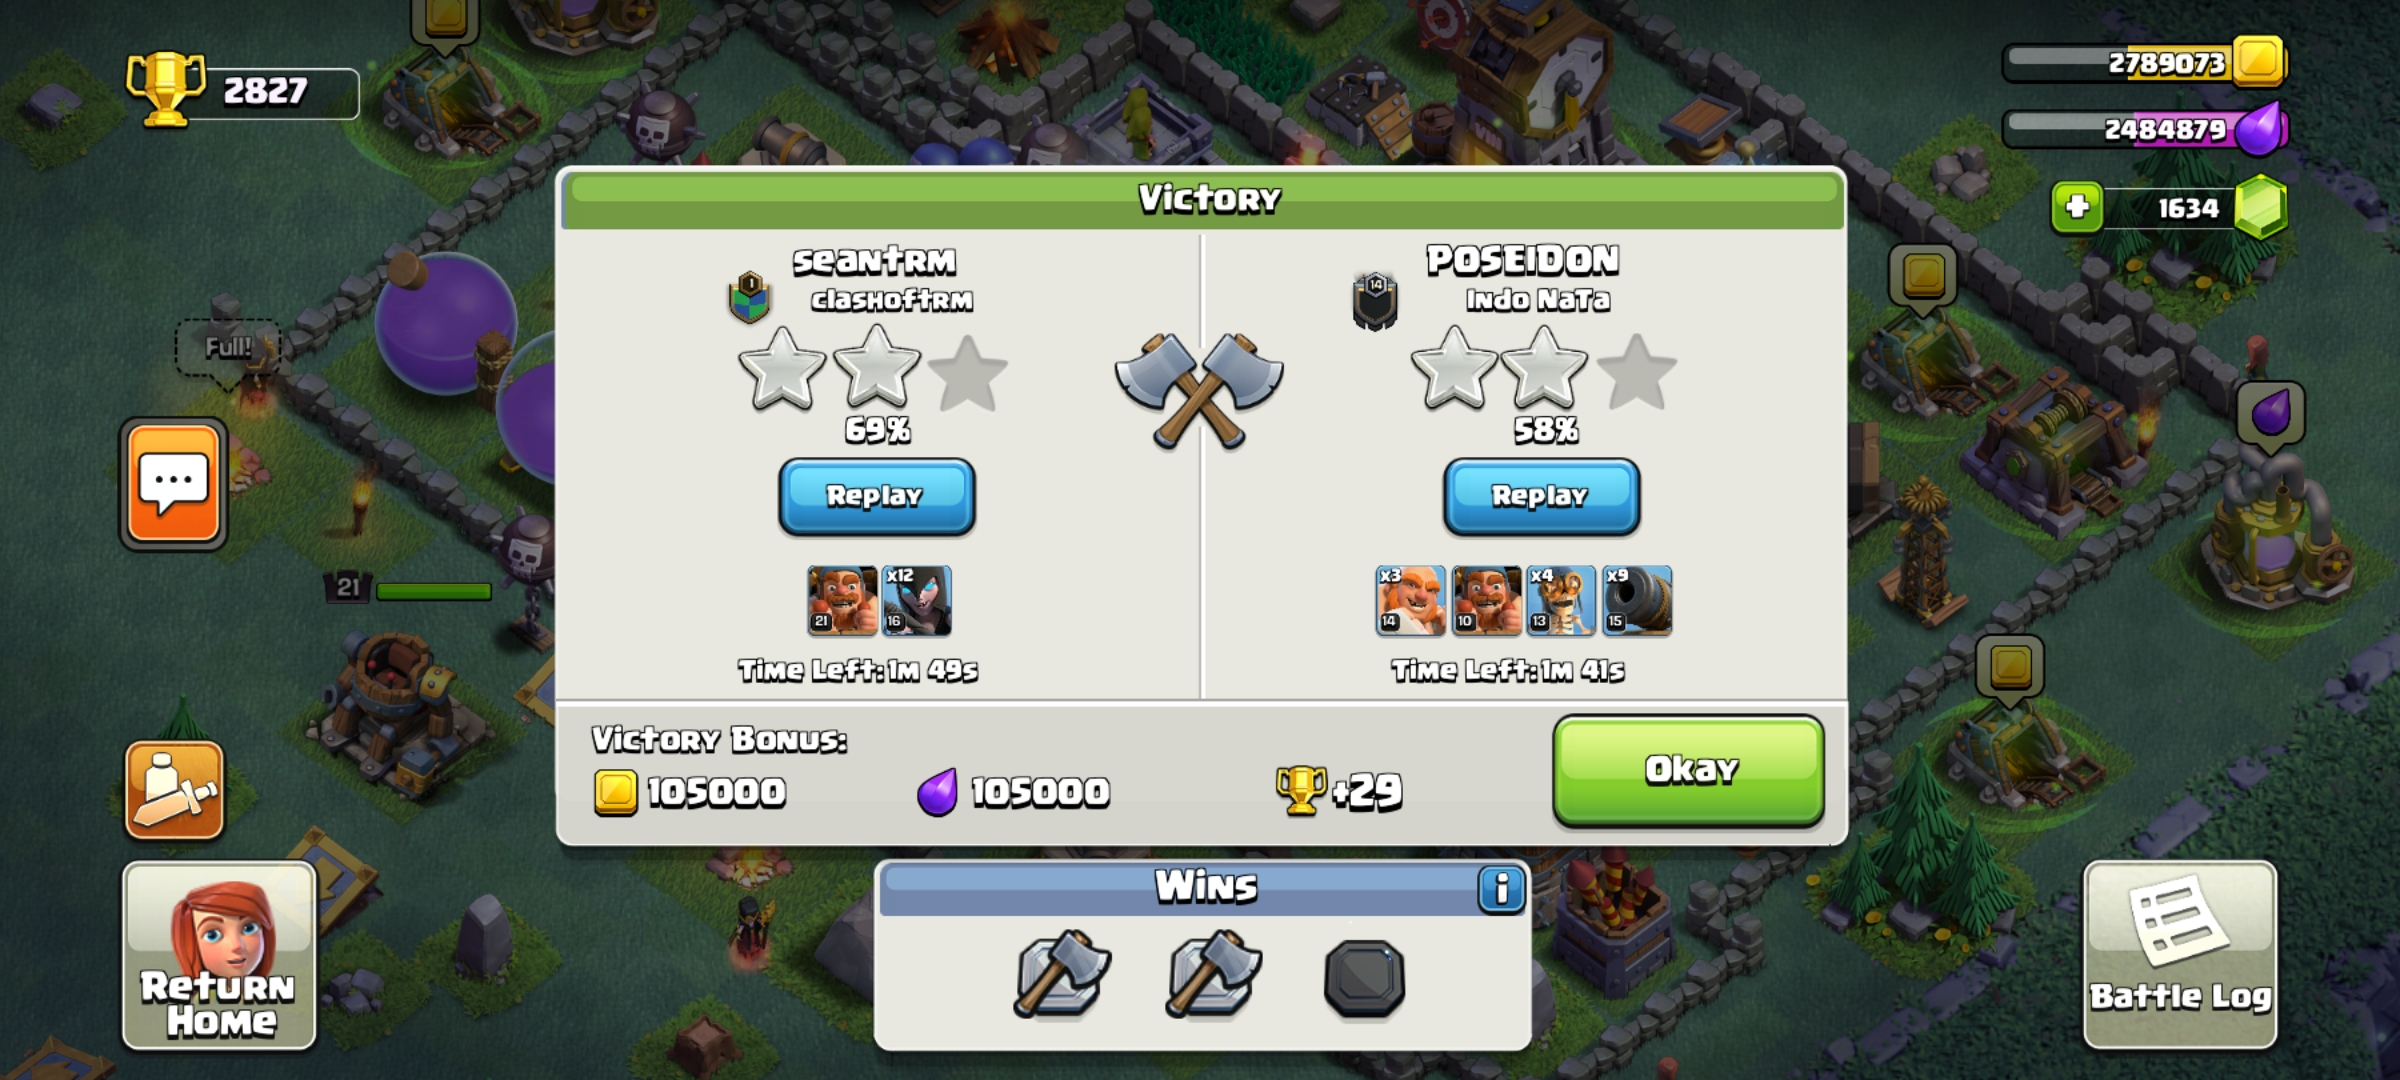 2827
2789073
2484879
1634
Full!
21
Victory
seantrm
clashoftrm
1
69%
Replay
21
x12
16
Time Left:1m 49s
POSEIDON
Indo NaTa
14
58%
Replay
x3
14
10
x4
13
x9
15
Time Left:1m 41s
Victory Bonus:
105000
105000
+29
Okay
Wins
i
Return
Home
Battle Log